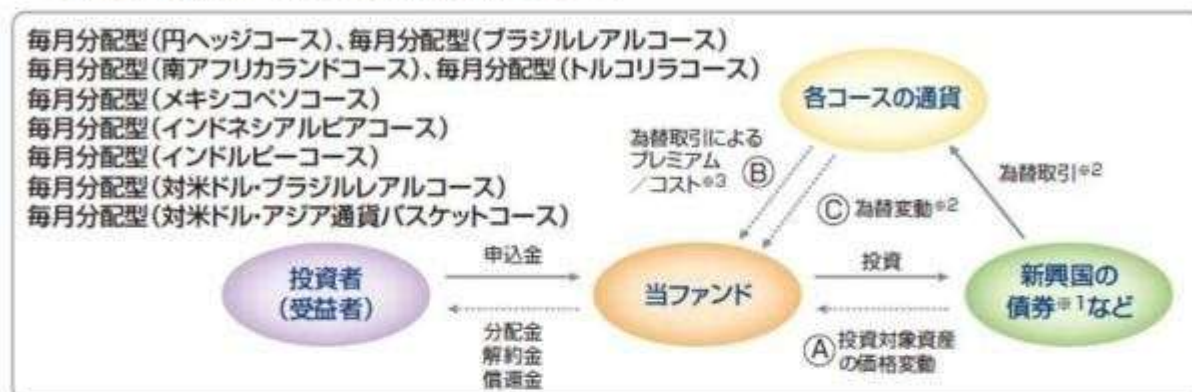 毎月分配型(円ヘッジコース)、毎月分配型(ブラジルレアルコース)
毎月分配型(南アフリカランドコース)、毎月分配型(トルコリラコース)
毎月分配型(メキシコペソコース)
毎月分配型(インドネシアルピアコース)
毎月分配型(インドルピーコース)
毎月分配型(対米ドル・ブラジルレアルコース)
毎月分配型(対米ドル・アジア通貨バスケットコース)
各コースの通貨
為替取引による
プレミアム
/コスト※3
Ⓑ
Ⓒ為替変動※2
為替取引※2
投資者
(受益者)
申込金
分配金
解約金
償還金
当ファンド
投資
Ⓐ投資対象資産
の価格変動
新興国の
債券※1など